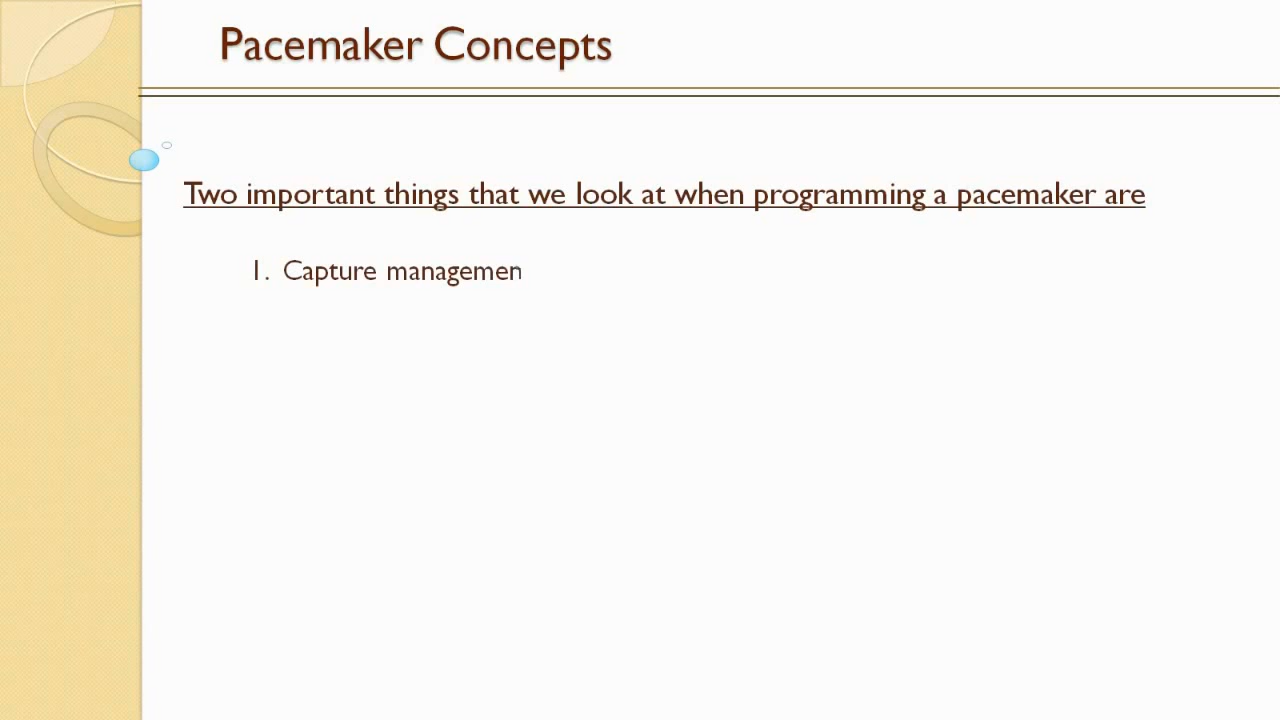 Pacemaker Concepts
Two important things that we look at when programming a pacemaker are
1. Capture managemen